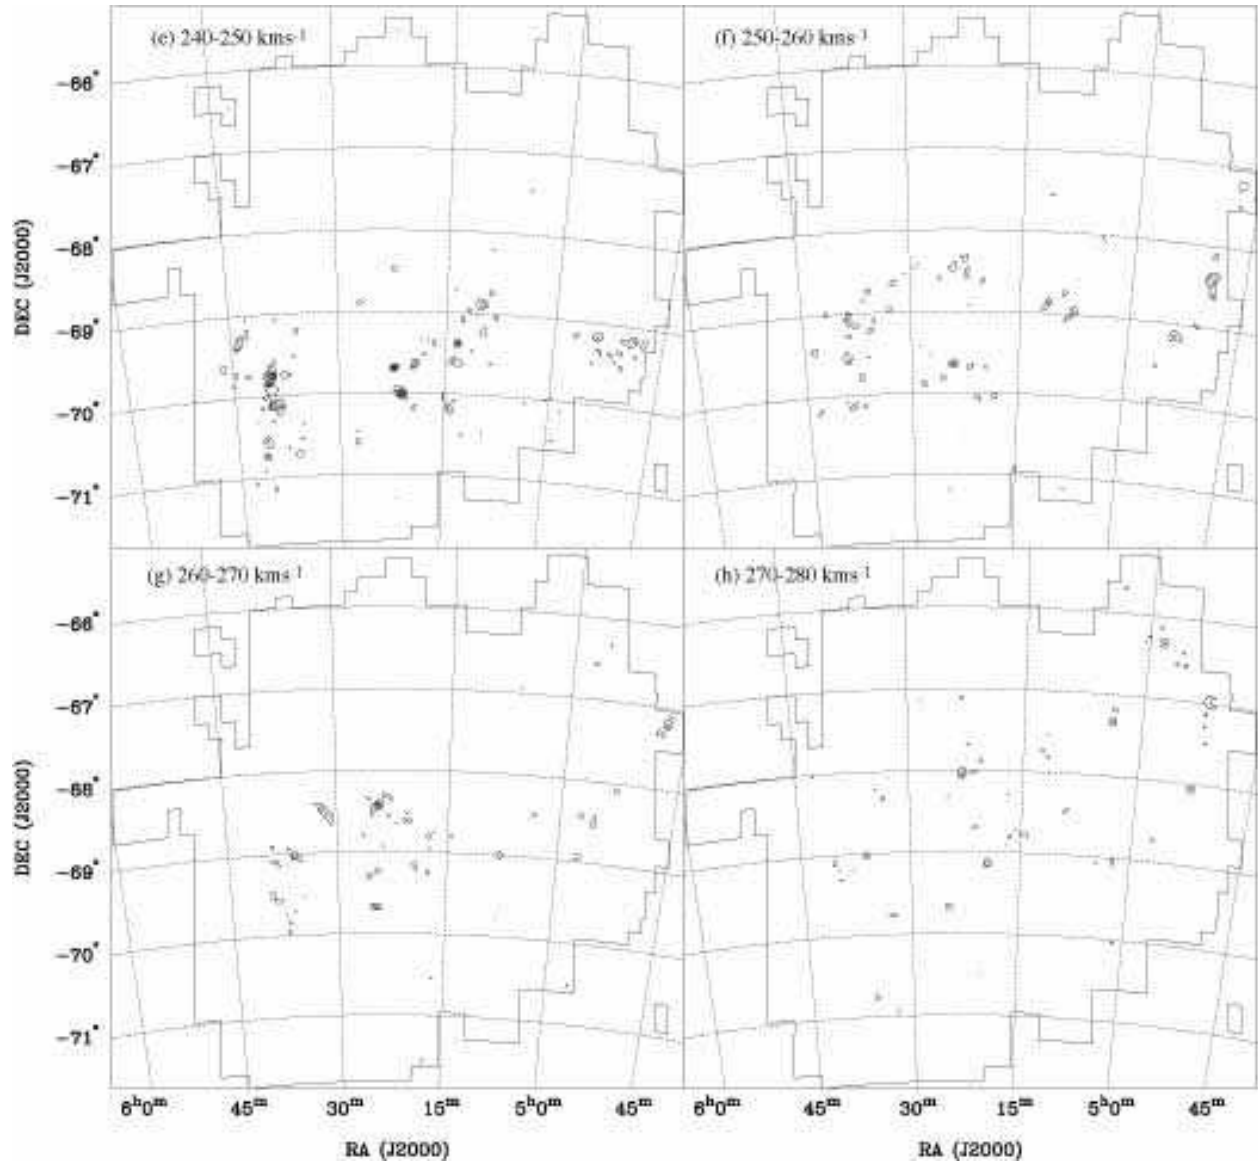 (e) 240-250 kms-1
(f) 250-260 kms-1
-66°
-67°
-68°
-69°
-70°
-71°
DEC (J2000)
(g) 260-270 kms-1
(h) 270-280 kms-1
-66°
-67°
-68°
-69°
-70°
-71°
DEC (J2000)
6h0m 45m 30m 15m 5h0m 45m 6h0m 45m 30m 15m 5h0m 45m
RA (J2000) RA (J2000)